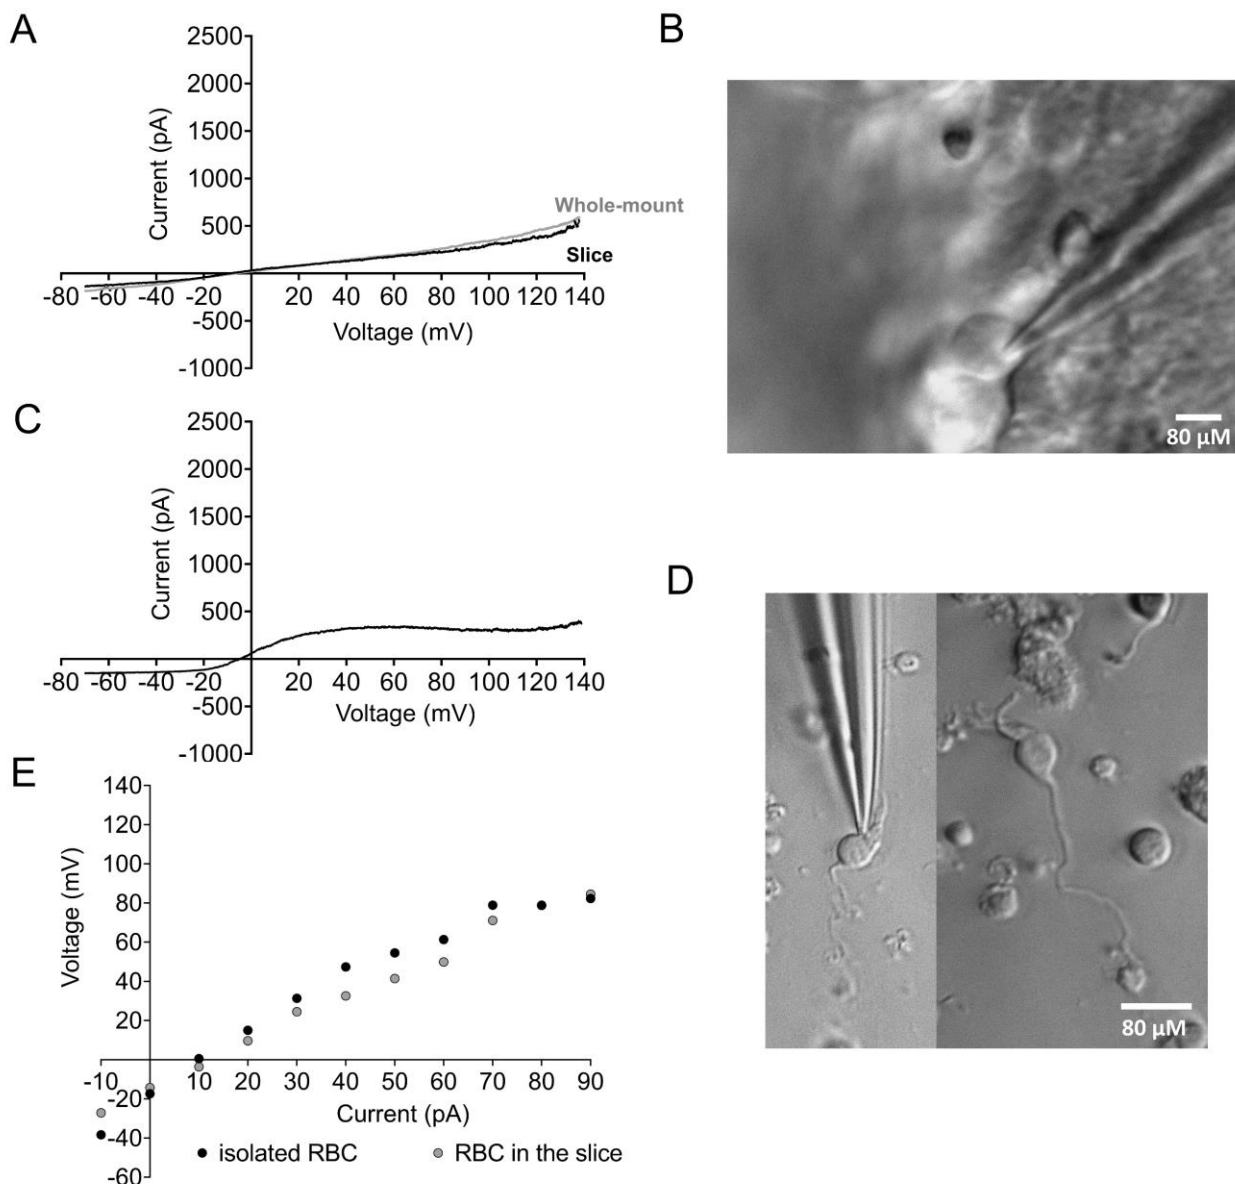 A
2500
2000
1500
1000
500
-80 -60 -40 -20 20 40 60 80 100 120 140
-500
-1000
Current (pA)
Voltage (mV)
Whole-mount
Slice
B
80 µM
C
2500
2000
1500
1000
500
-80 -60 -40 -20 20 40 60 80 100 120 140
-500
-1000
Current (pA)
Voltage (mV)
D
80 µM
E
140
120
100
80
60
40
20
-10 10 20 30 40 50 60 70 80 90
-20
-40
-60
Voltage (mV)
Current (pA)
isolated RBC
RBC in the slice